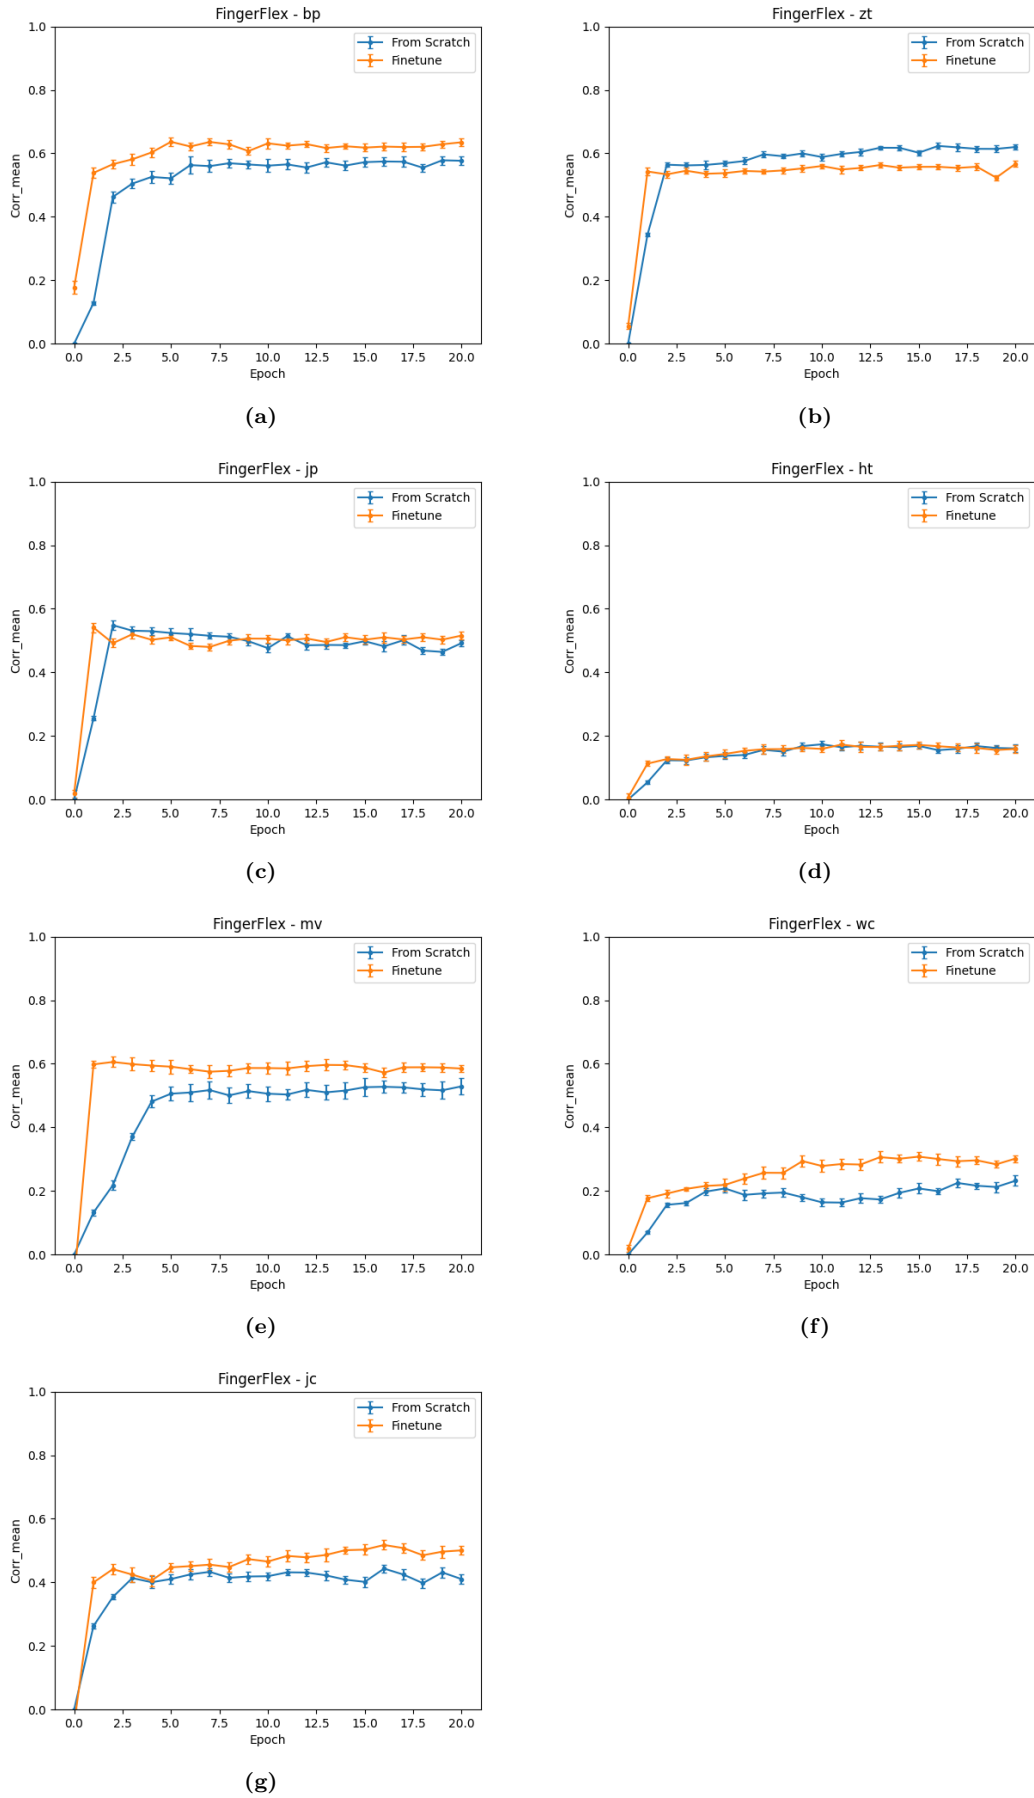 FingerFlex - bp
1.0
0.8
0.6
0.4
0.2
0.0
Corr_mean
From Scratch
Finetune
0.0 2.5 5.0 7.5 10.0 12.5 15.0 17.5 20.0
Epoch
(a)
FingerFlex - zt
1.0
0.8
0.6
0.4
0.2
0.0
Corr_mean
From Scratch
Finetune
0.0 2.5 5.0 7.5 10.0 12.5 15.0 17.5 20.0
Epoch
(b)
FingerFlex - jp
1.0
0.8
0.6
0.4
0.2
0.0
Corr_mean
From Scratch
Finetune
0.0 2.5 5.0 7.5 10.0 12.5 15.0 17.5 20.0
Epoch
(c)
FingerFlex - ht
1.0
0.8
0.6
0.4
0.2
0.0
Corr_mean
From Scratch
Finetune
0.0 2.5 5.0 7.5 10.0 12.5 15.0 17.5 20.0
Epoch
(d)
FingerFlex - mv
1.0
0.8
0.6
0.4
0.2
0.0
Corr_mean
From Scratch
Finetune
0.0 2.5 5.0 7.5 10.0 12.5 15.0 17.5 20.0
Epoch
(e)
FingerFlex - wc
1.0
0.8
0.6
0.4
0.2
0.0
Corr_mean
From Scratch
Finetune
0.0 2.5 5.0 7.5 10.0 12.5 15.0 17.5 20.0
Epoch
(f)
FingerFlex - jc
1.0
0.8
0.6
0.4
0.2
0.0
Corr_mean
From Scratch
Finetune
0.0 2.5 5.0 7.5 10.0 12.5 15.0 17.5 20.0
Epoch
(g)